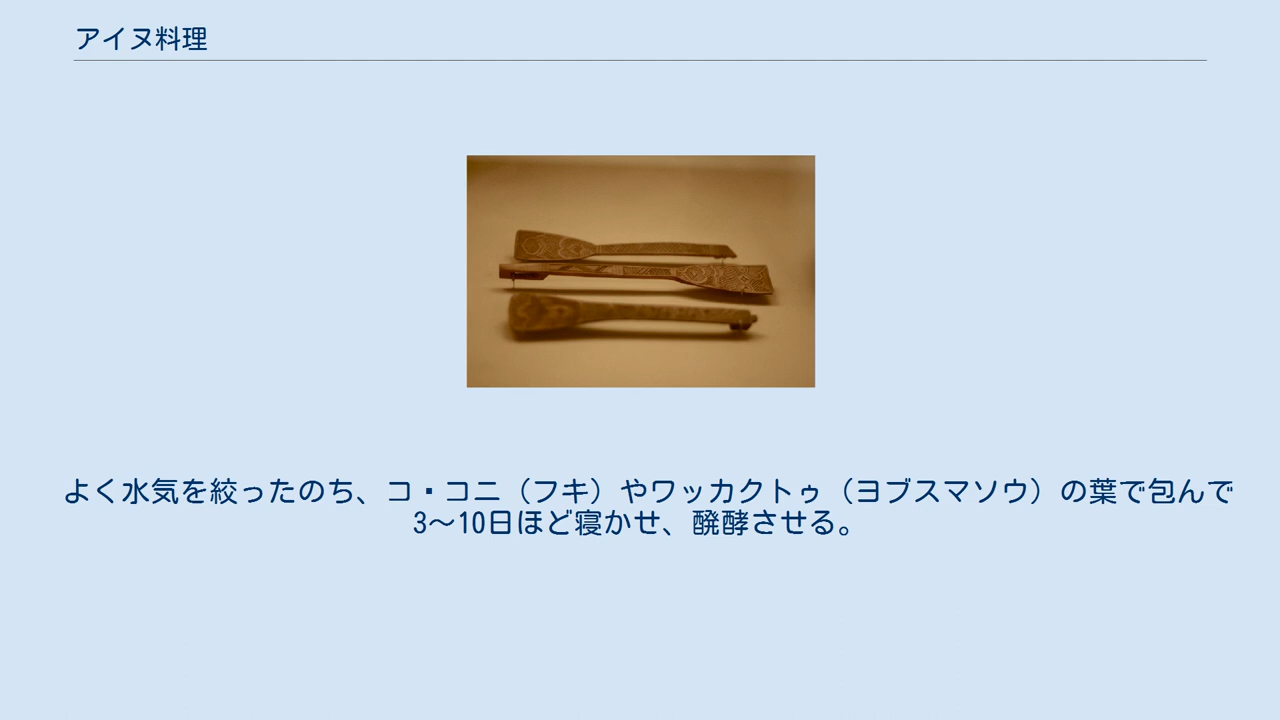 アイヌ料理
よく水気を絞ったのち、コ・コニ（フキ）やワッカクトゥ（ヨブスマソウ）の葉で包んで
3～10日ほど寝かせ、醗酵させる。